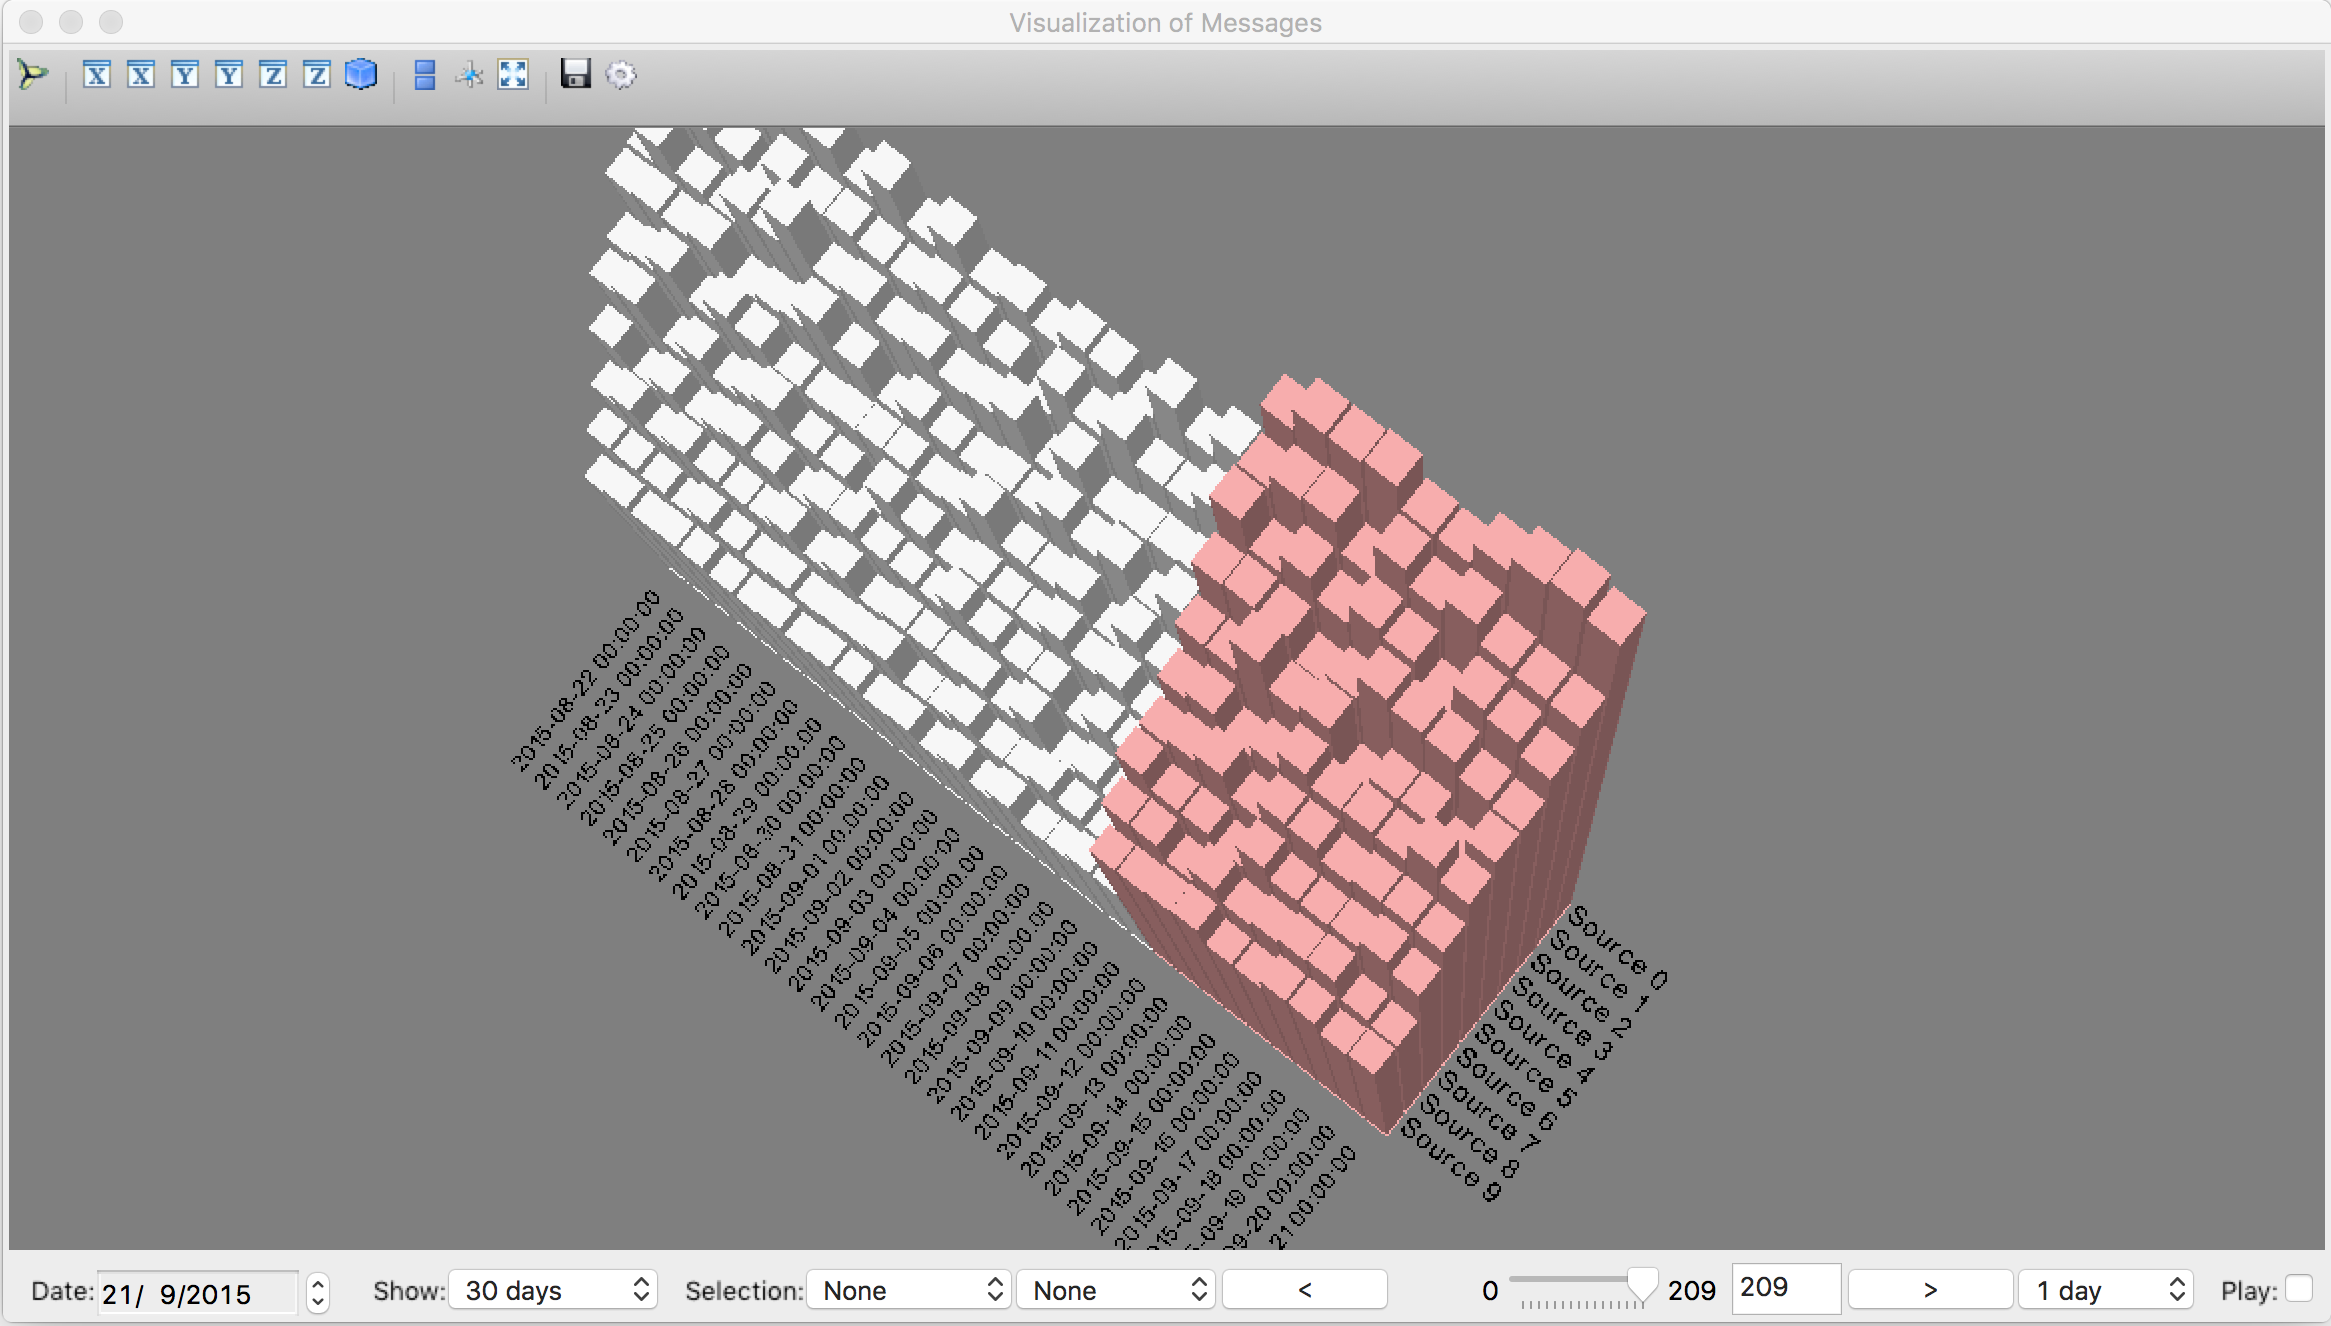 Visualization of Messages
X X Y Y Z Z
2015-08-22 00:00:00
2015-08-23 00:00:00
2015-08-24 00:00:00
2015-08-25 00:00:00
2015-08-26 00:00:00
2015-08-27 00:00:00
2015-08-28 00:00:00
2015-08-29 00:00:00
2015-08-30 00:00:00
2015-08-31 00:00:00
2015-09-01 00:00:00
2015-09-02 00:00:00
2015-09-03 00:00:00
2015-09-04 00:00:00
2015-09-05 00:00:00
2015-09-06 00:00:00
2015-09-07 00:00:00
2015-09-08 00:00:00
2015-09-09 00:00:00
2015-09-10 00:00:00
2015-09-11 00:00:00
2015-09-12 00:00:00
2015-09-13 00:00:00
2015-09-14 00:00:00
2015-09-15 00:00:00
2015-09-16 00:00:00
2015-09-17 00:00:00
15-09-18 00:00:00
5-09-19 00:00:00
09-20 00:00:00
21 00:00:00
Source 0
Source 1
Source 2
Source 3
Source 4
Source 5
Source 6
Source 7
Source 8
Source 9
Date: 21/ 9/2015 Show: 30 days Selection: None None < 0 209 209 > 1 day Play: